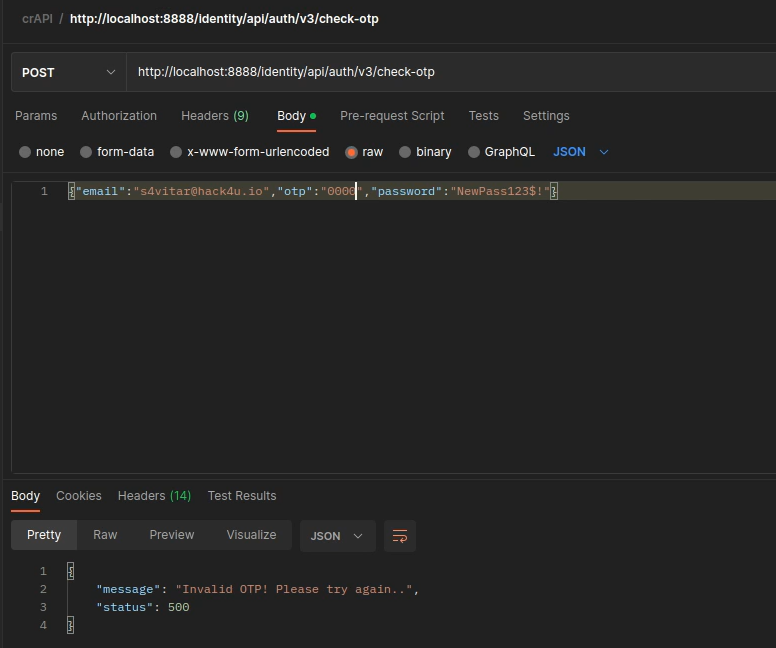 crAPI / http://localhost:8888/identity/api/auth/v3/check-otp
POST http://localhost:8888/identity/api/auth/v3/check-otp
Params Authorization Headers (9) Body Pre-request Script Tests Settings
none form-data x-www-form-urlencoded raw binary GraphQL JSON
1 {"email":"s4vitar@hack4u.io","otp":"0000","password":"NewPass123$!"}
Body Cookies Headers (14) Test Results
Pretty Raw Preview Visualize JSON
1 {
2 "message": "Invalid OTP! Please try again..",
3 "status": 500
4 }